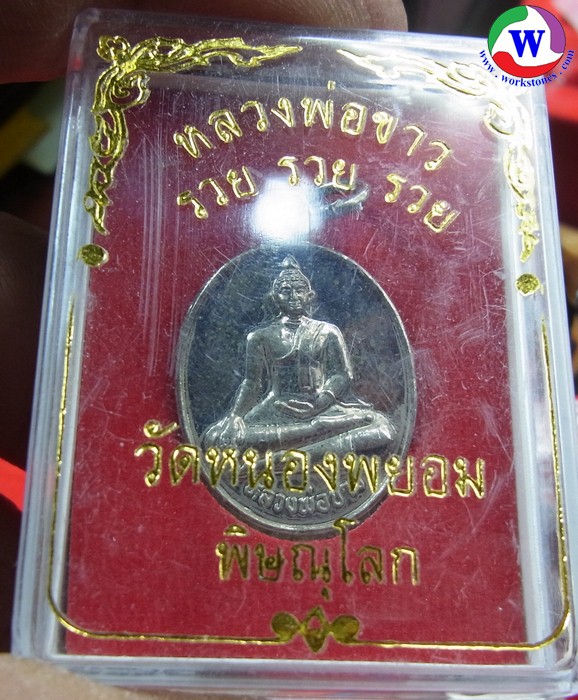 W
www.workstones.com
หลวงพ่อขาว
รวย รวย รวย
วัดหนองพยอม
พิษณุโลก